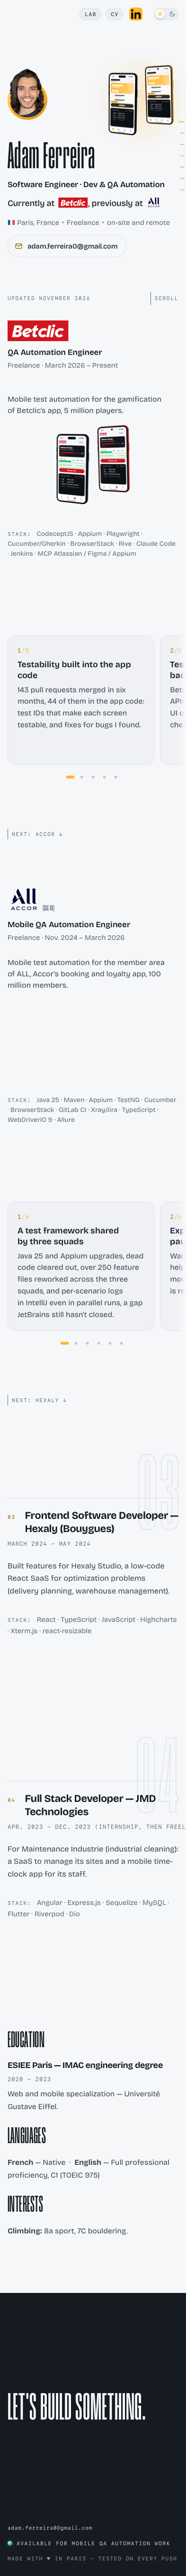 LAB CV in
Adam Ferreira
Software Engineer · Dev & QA Automation
Currently at Betclic, previously at All
Paris, France • Freelance • on-site and remote
adam.ferreira0@gmail.com
UPDATED NOVEMBER 2026
SCROLL
Betclic
QA Automation Engineer
Freelance · March 2026 – Present
Mobile test automation for the gamification
of Betclic's app, 5 million players.
STACK: CodeceptJS · Appium · Playwright ·
Cucumber/Gherkin · BrowserStack · Rive · Claude Code
· Jenkins · MCP Atlassian / Figma / Appium
1/5
Testability built into the app
code
143 pull requests merged in six
months, 44 of them in the app code:
test IDs that make each screen
testable, and fixes for bugs I found.
2/5
NEXT: ACCOR ↓
All
ACCOR
Mobile QA Automation Engineer
Freelance · Nov. 2024 – March 2026
Mobile test automation for the member area
of ALL, Accor's booking and loyalty app, 100
million members.
STACK: Java 25 · Maven · Appium · TestNG · Cucumber
· BrowserStack · GitLab CI · Xray/Jira · TypeScript ·
WebDriverIO 9 · Allure
1/6
A test framework shared
by three squads
Java 25 and Appium upgrades, dead
code cleared out, over 250 feature
files reworked across the three
squads, and per-scenario logs
in IntelliJ even in parallel runs, a gap
JetBrains still hasn't closed.
2/6
NEXT: HEXALY ↓
03
03 Frontend Software Developer —
Hexaly (Bouygues)
MARCH 2024 – MAY 2024
Built features for Hexaly Studio, a low-code
React SaaS for optimization problems
(delivery planning, warehouse management).
STACK: React · TypeScript · JavaScript · Highcharts
· Xterm.js · react-resizable
04
04 Full Stack Developer — JMD
Technologies
APR. 2023 – DEC. 2023 (INTERNSHIP, THEN FREEL
For Maintenance Industrie (industrial cleaning):
a SaaS to manage its sites and a mobile time-
clock app for its staff.
STACK: Angular · Express.js · Sequelize · MySQL ·
Flutter · Riverpod · Dio
EDUCATION
ESIEE Paris — IMAC engineering degree
2020 – 2023
Web and mobile specialization — Université
Gustave Eiffel.
LANGUAGES
French — Native · English — Full professional
proficiency, C1 (TOEIC 975)
INTERESTS
Climbing: 8a sport, 7C bouldering.
LET'S BUILD SOMETHING.
adam.ferreira0@gmail.com
AVAILABLE FOR MOBILE QA AUTOMATION WORK
MADE WITH ♥ IN PARIS — TESTED ON EVERY PUSH